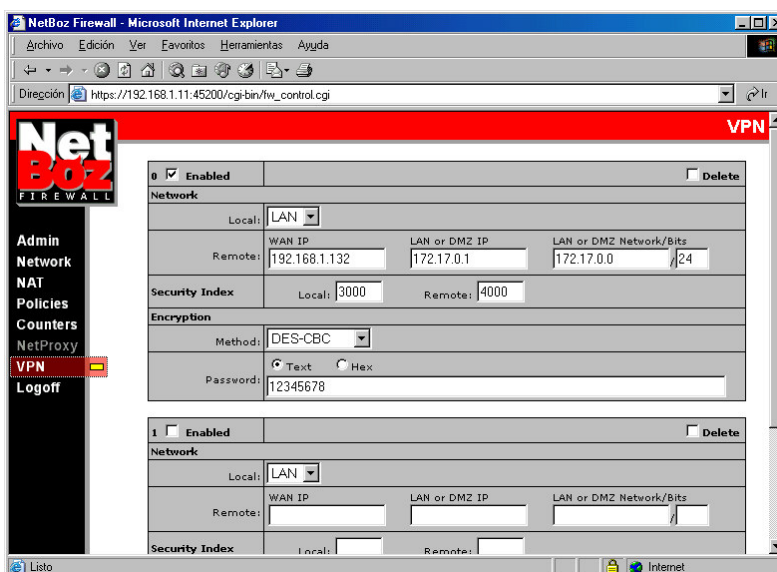 NetBoz Firewall - Microsoft Internet Explorer
Archivo Edición Ver Favoritos Herramientas Ayuda
Dirección https://192.168.1.11:45200/cgi-bin/fw_control.cgi Ir
Net
Boz
FIREWALL
VPN
Admin
Network
NAT
Policies
Counters
NetProxy
VPN
Logoff
0 Enabled Delete
Network
Local: LAN
WAN IP LAN or DMZ IP LAN or DMZ Network/Bits
Remote: 192.168.1.132 172.17.0.1 172.17.0.0 / 24
Security Index Local: 3000 Remote: 4000
Encryption
Method: DES-CBC
Text Hex
Password: 12345678
1 Enabled Delete
Network
Local: LAN
WAN IP LAN or DMZ IP LAN or DMZ Network/Bits
Remote: /
Security Index Local: Remote:
Listo Internet